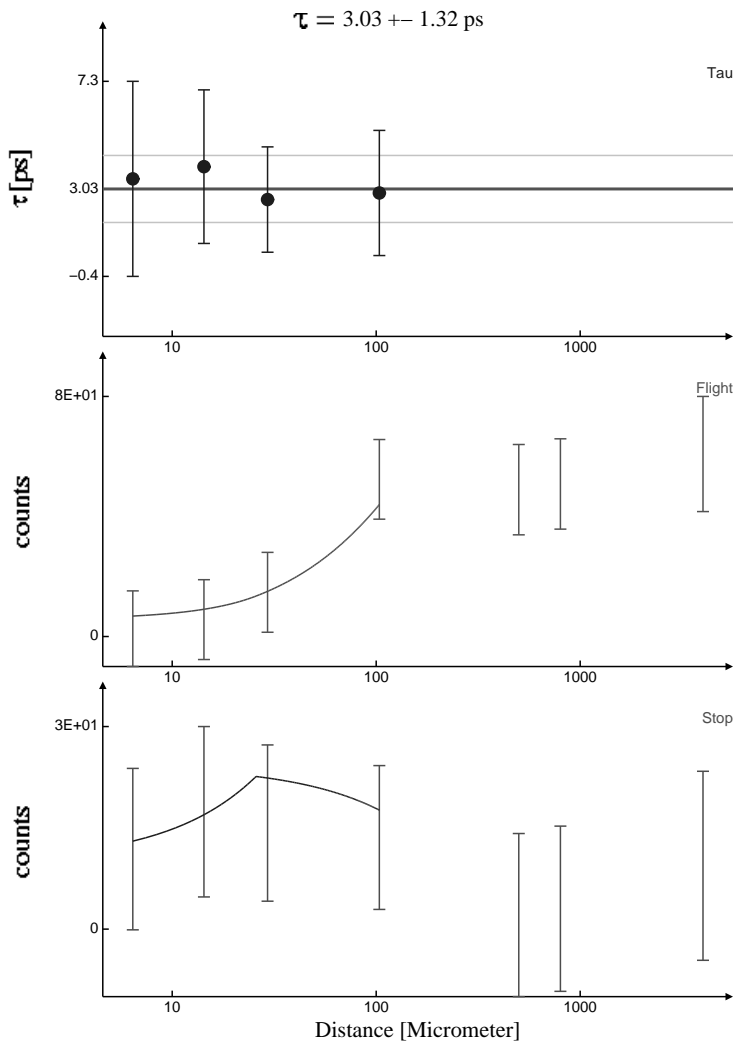 τ = 3.03 +− 1.32 ps
Tau
τ [ps]
7.3
3.03
−0.4
10
100
1000
Flight
counts
8E+01
0
10
100
1000
Stop
counts
3E+01
0
10
100
1000
Distance [Micrometer]